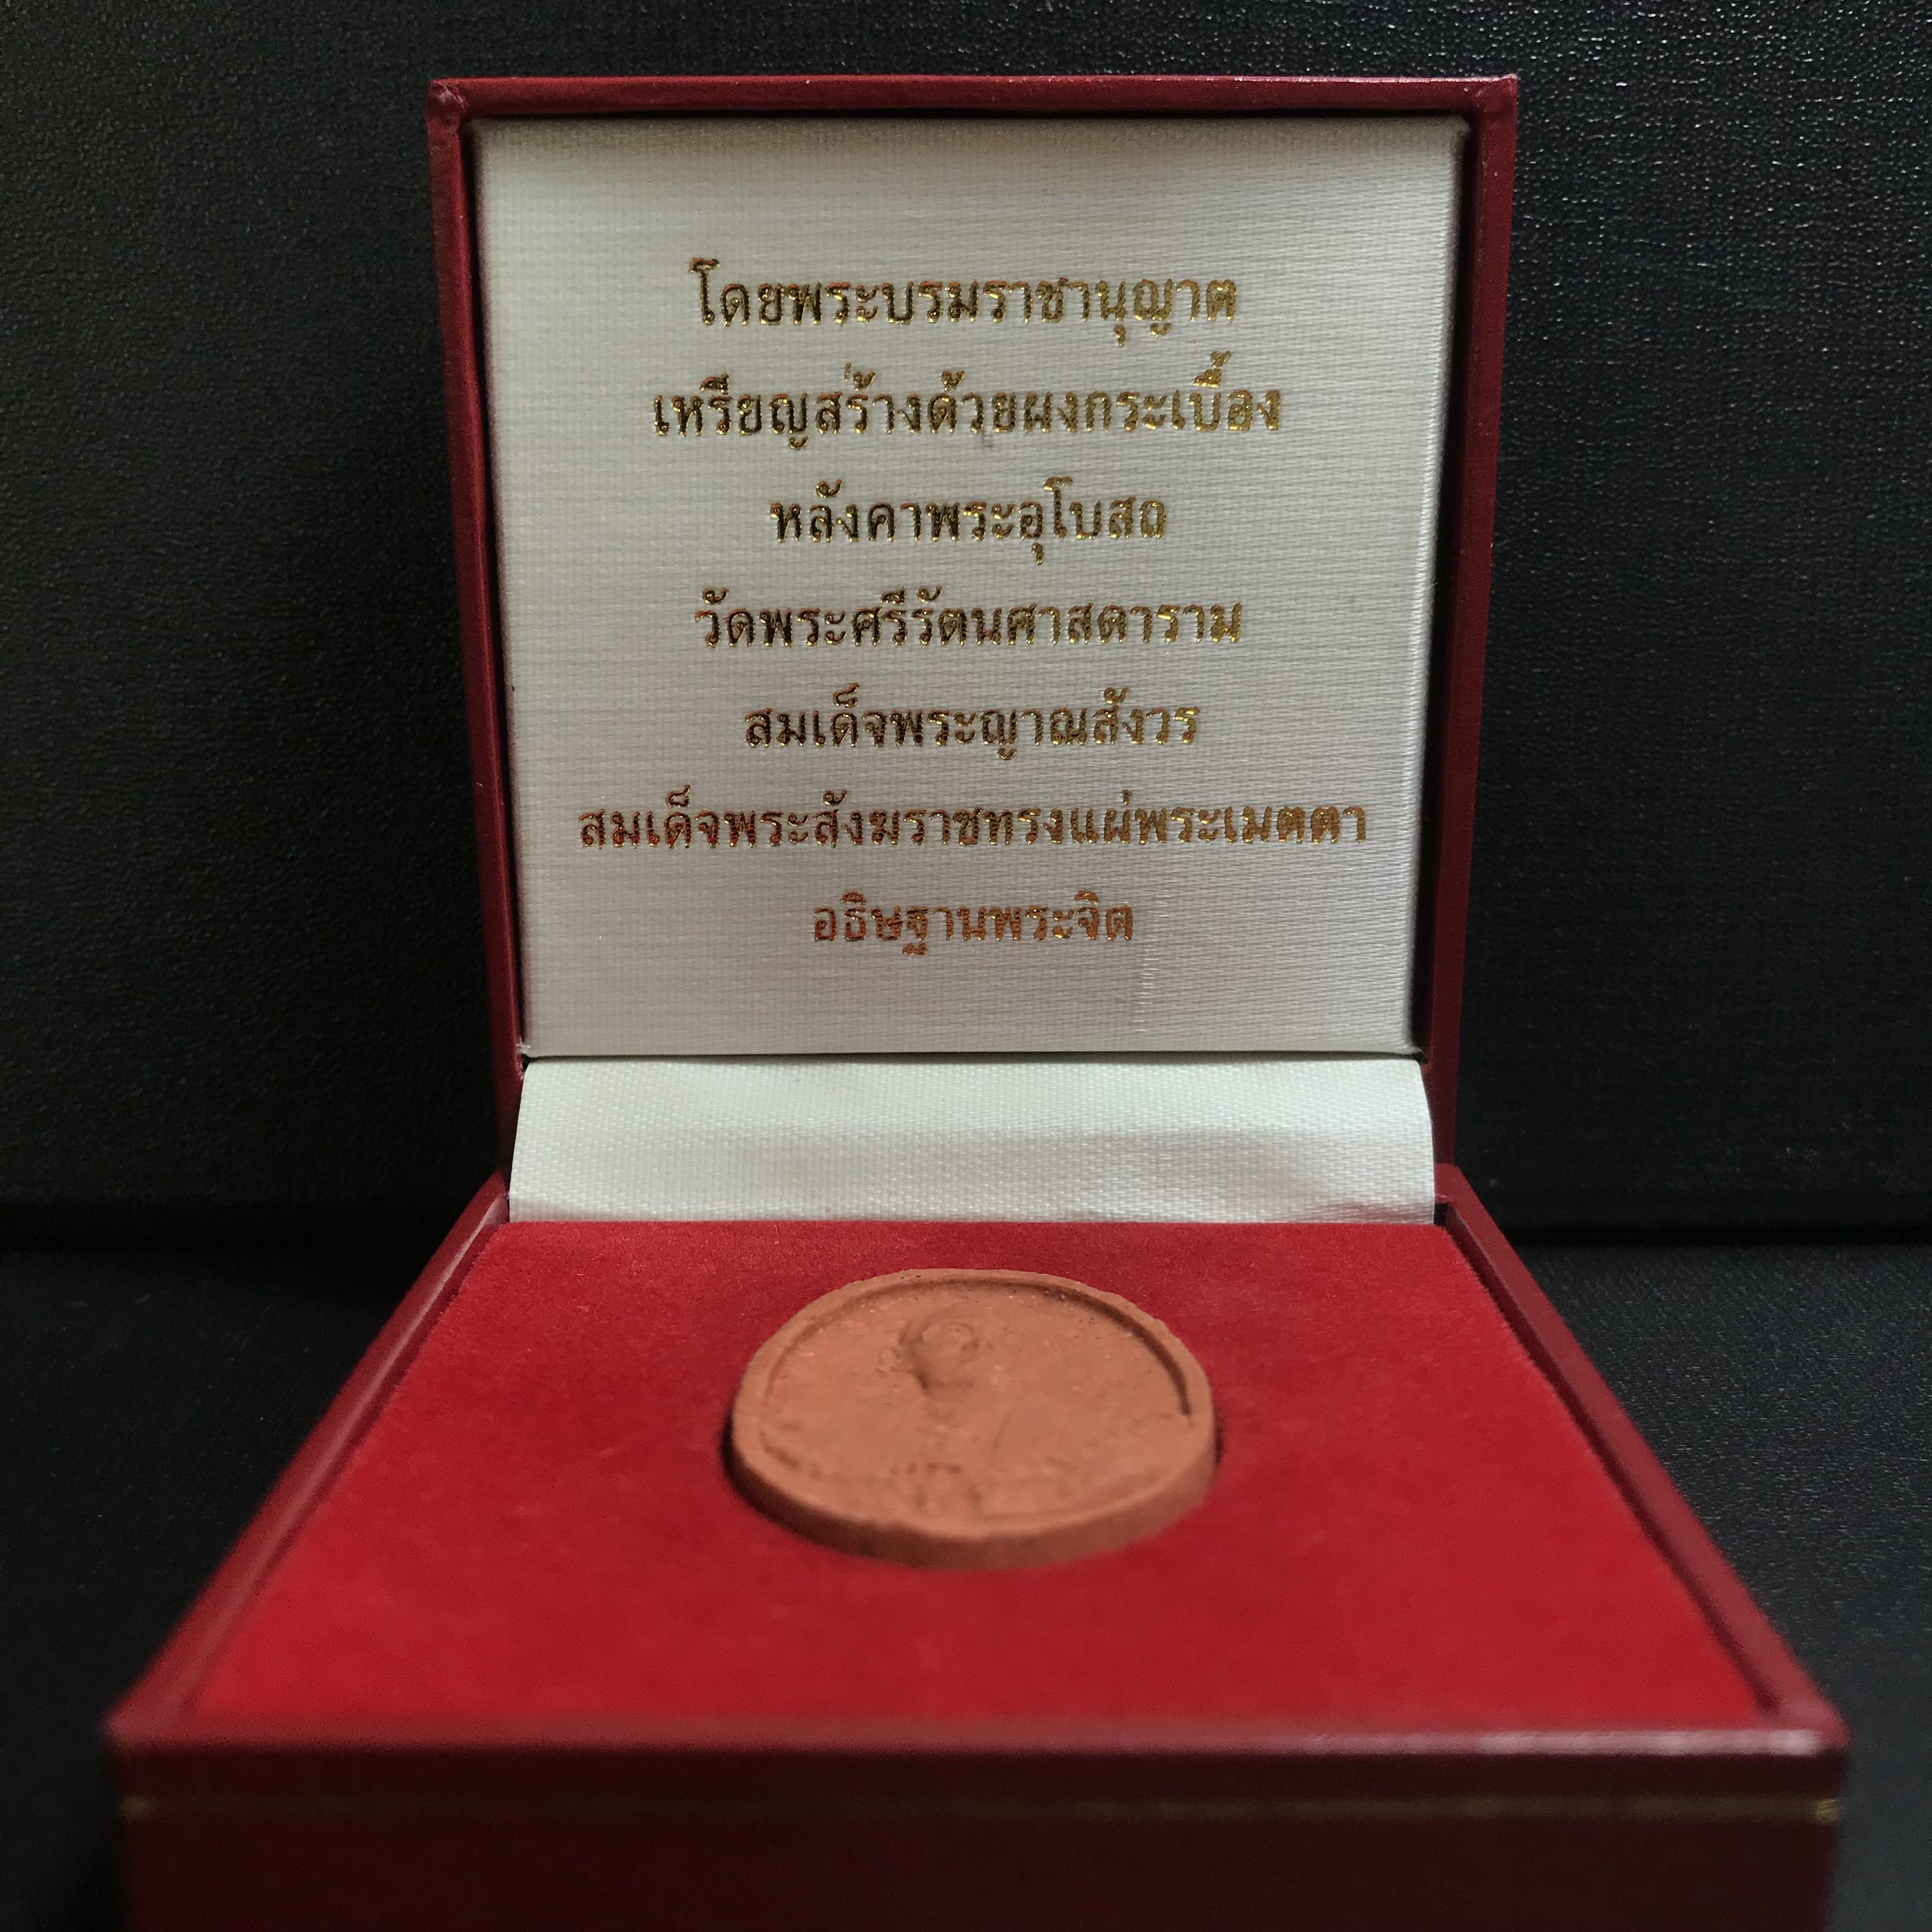 โดยพระบรมราชานุญาต
เหรียญสร้างด้วยผงกระเบื้อง
หลังคาพระอุโบสถ
วัดพระศรีรัตนศาสดาราม
สมเด็จพระญาณสังวร
สมเด็จพระสังฆราชทรงแผ่พระเมตตา
อธิษฐานพระจิต